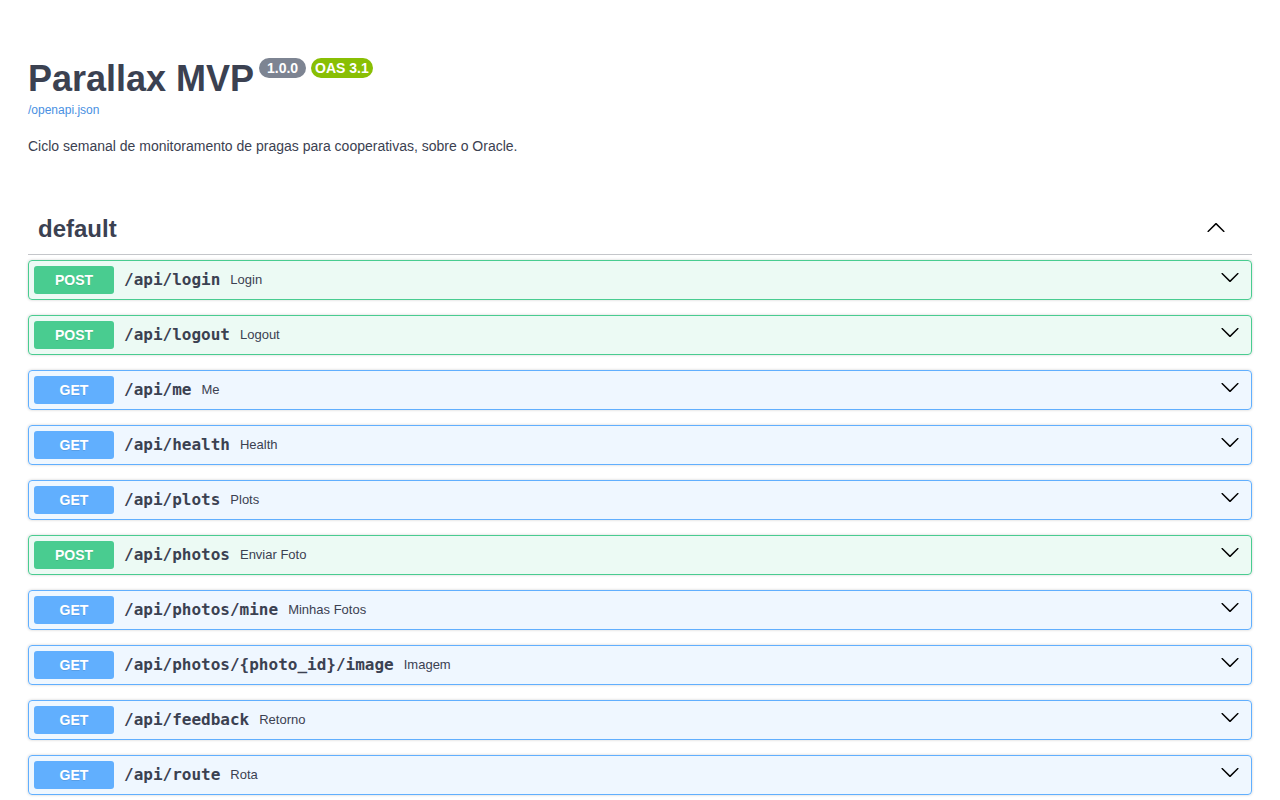 Parallax MVP 1.0.0 OAS 3.1
/openapi.json
Ciclo semanal de monitoramento de pragas para cooperativas, sobre o Oracle.
default
POST /api/login Login
POST /api/logout Logout
GET /api/me Me
GET /api/health Health
GET /api/plots Plots
POST /api/photos Enviar Foto
GET /api/photos/mine Minhas Fotos
GET /api/photos/{photo_id}/image Imagem
GET /api/feedback Retorno
GET /api/route Rota